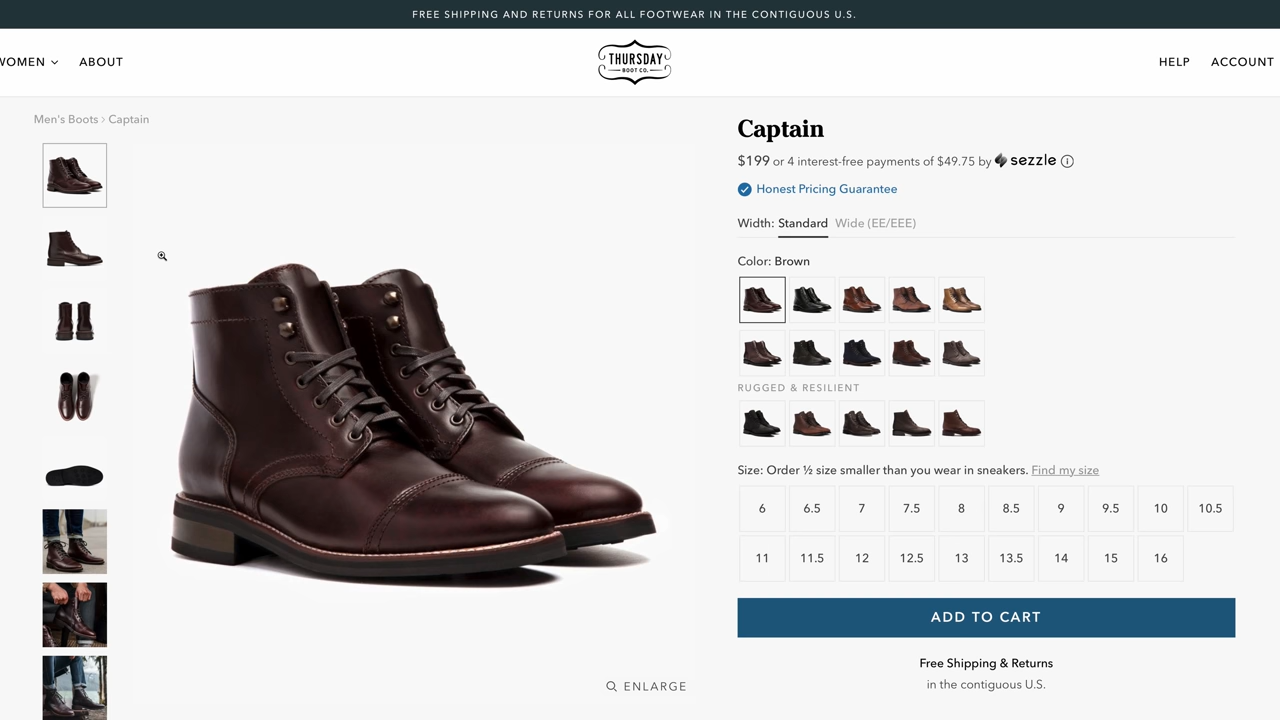 FREE SHIPPING AND RETURNS FOR ALL FOOTWEAR IN THE CONTIGUOUS U.S.
WOMEN ABOUT
THURSDAY
BOOT CO.
HELP ACCOUNT
Men's Boots > Captain
Captain
$199 or 4 interest-free payments of $49.75 by sezzle
Honest Pricing Guarantee
Width: Standard Wide (EE/EEE)
Color: Brown
RUGGED & RESILIENT
Size: Order ½ size smaller than you wear in sneakers. Find my size
6 6.5 7 7.5 8 8.5 9 9.5 10 10.5
11 11.5 12 12.5 13 13.5 14 15 16
ADD TO CART
Free Shipping & Returns
in the contiguous U.S.
ENLARGE